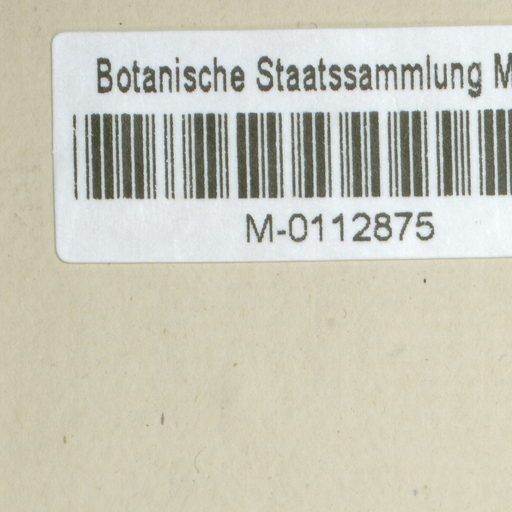 Botanische Staatssammlung M
M-0112875